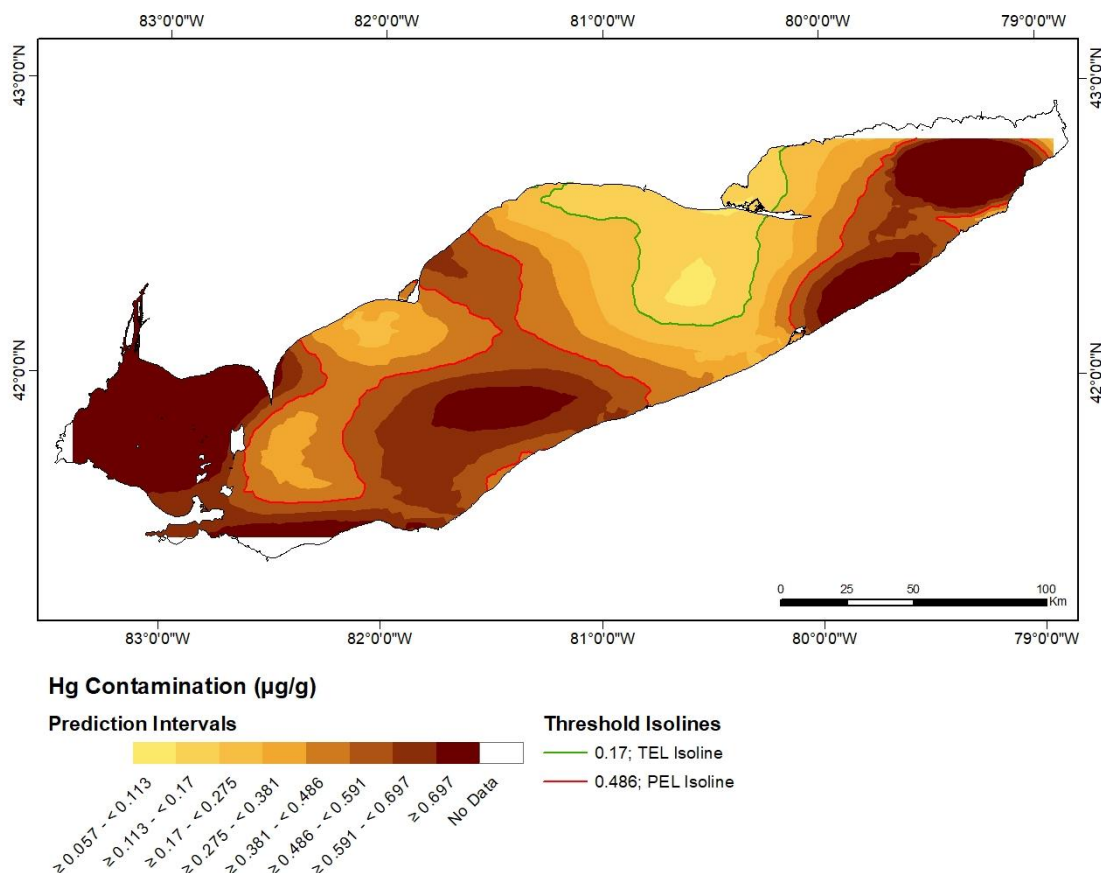 83°0'0"W 82°0'0"W 81°0'0"W 80°0'0"W 79°0'0"W
43°0'0"N
43°0'0"N
42°0'0"N
42°0'0"N
0 25 50 100
Km
83°0'0"W 82°0'0"W 81°0'0"W 80°0'0"W 79°0'0"W
Hg Contamination (µg/g)
Prediction Intervals
≥ 0.057 - < 0.113
≥ 0.113 - < 0.17
≥ 0.17 - < 0.275
≥ 0.275 - < 0.381
≥ 0.381 - < 0.486
≥ 0.486 - < 0.591
≥ 0.591 - < 0.697
≥ 0.697
No Data
Threshold Isolines
0.17; TEL Isoline
0.486; PEL Isoline